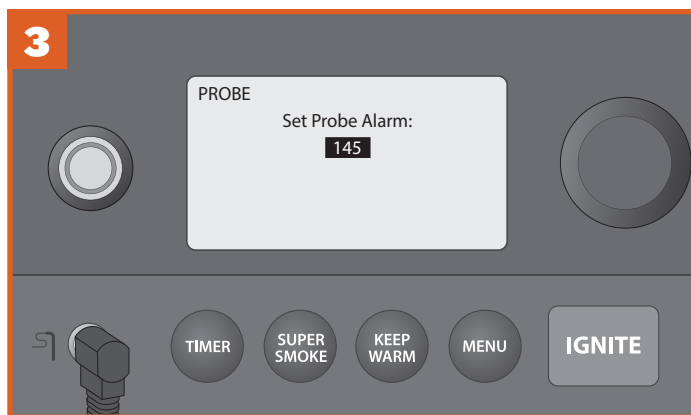 3
PROBE
Set Probe Alarm:
145
TIMER
SUPER
SMOKE
KEEP
WARM
MENU
IGNITE